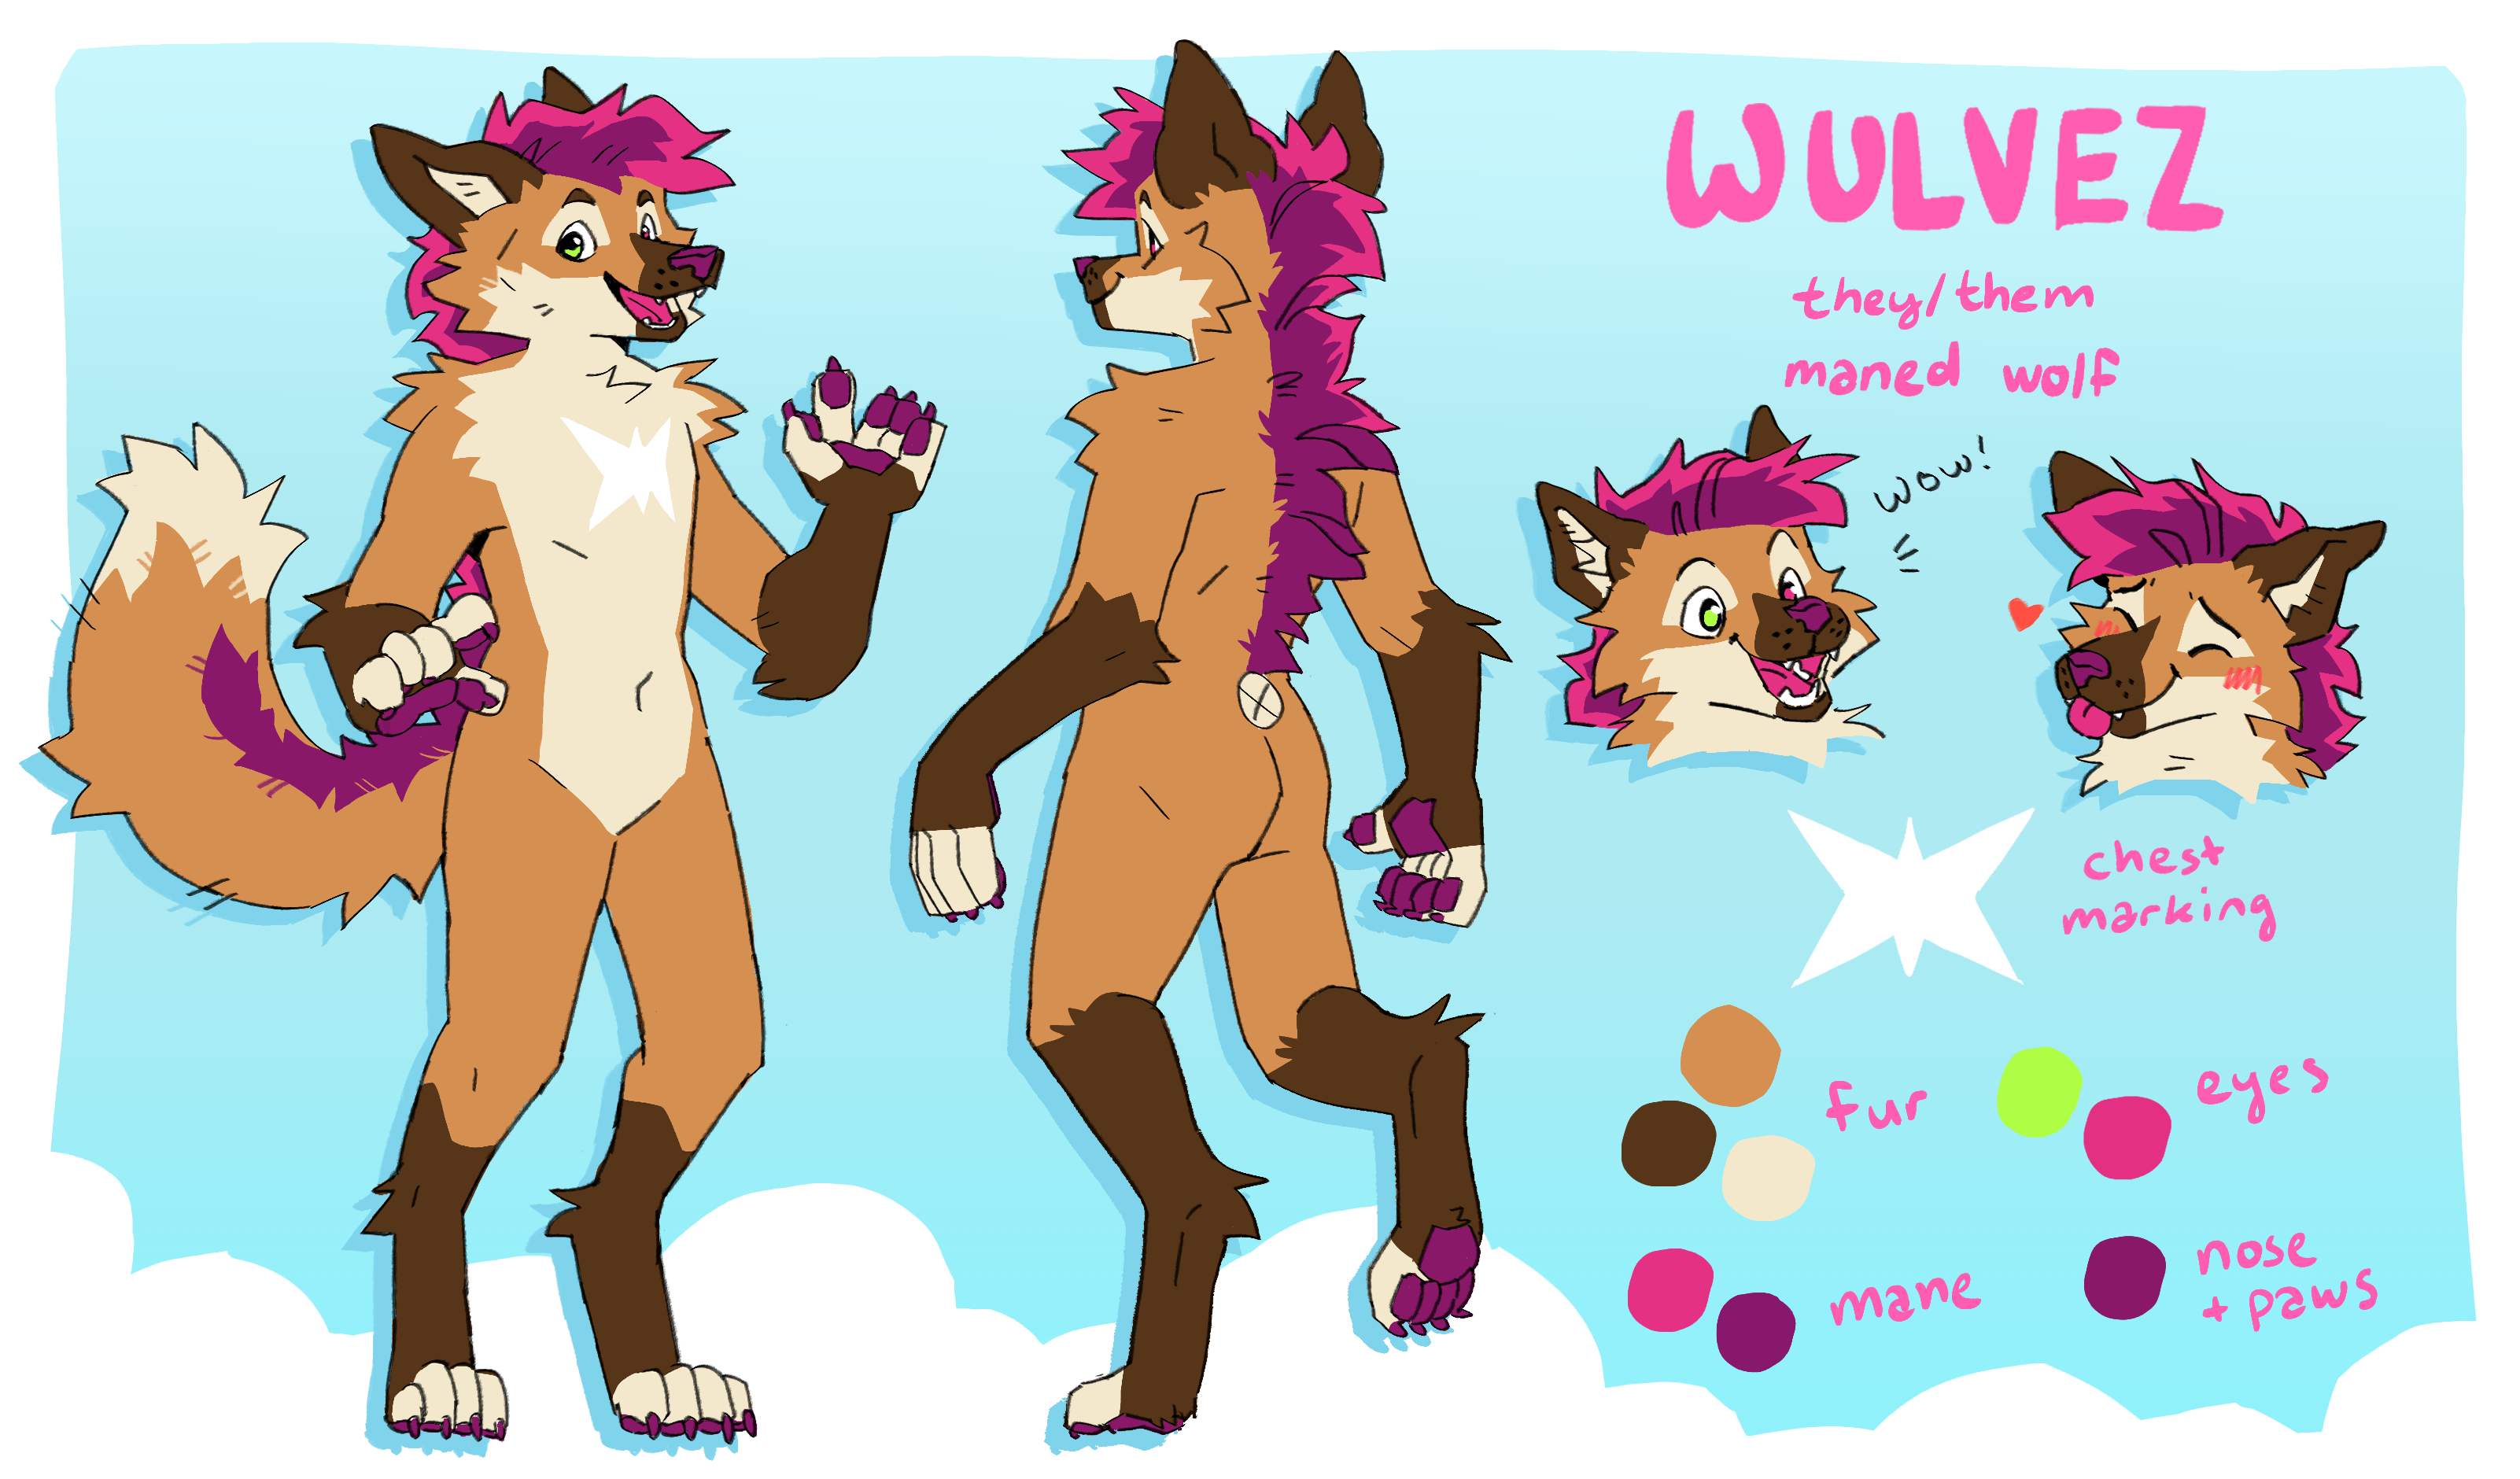 WULVEZ
they/them
maned wolf
wow!
chest
marking
fur
eyes
mane
nose
+ paws